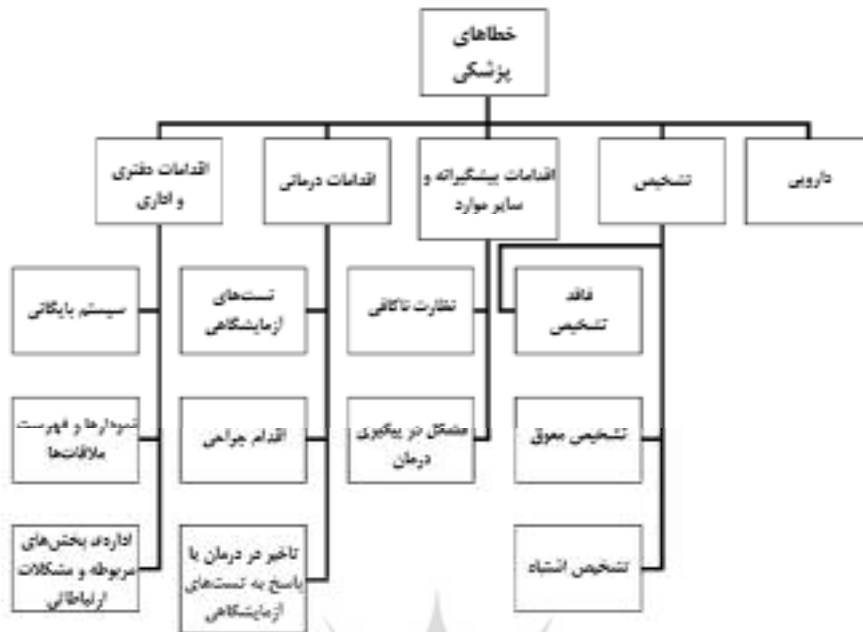 خطاهای
پزشکی
دارویی
تشخیص
اقدامات پیشگیرانه و
سایر موارد
اقدامات درمانی
اقدامات دفتری
و اداری
فاقد
تشخیص
تشخیص معوق
تشخیص اشتباه
نظارت ناکافی
مشکل در پیگیری
درمان
تست‌های
آزمایشگاهی
اقدام جراحی
تاخیر در درمان یا
پاسخ به تست‌های
آزمایشگاهی
سیستم بایگانی
نمودارها و فهرست
ملاقات‌ها
اداره‌ی بخش‌های
مربوطه و مشکلات
ارتباطاتی